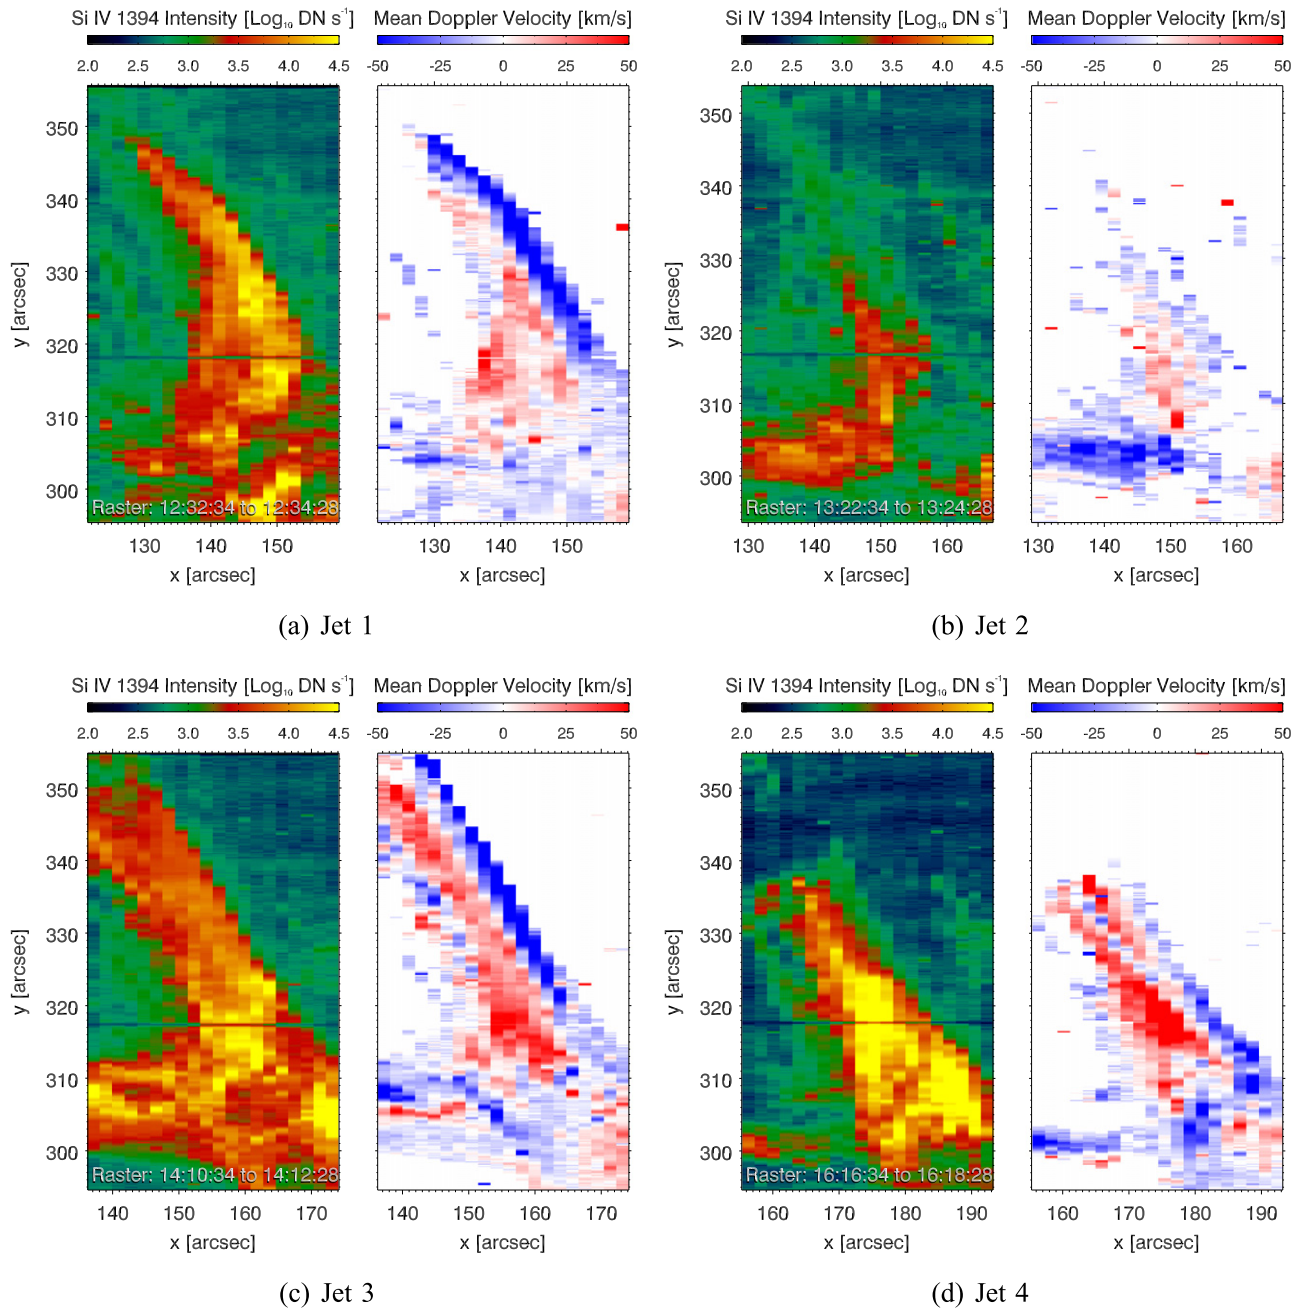 Si IV 1394 Intensity [Log₁₀ DN s⁻¹] Mean Doppler Velocity [km/s] Si IV 1394 Intensity [Log₁₀ DN s⁻¹] Mean Doppler Velocity [km/s]
2.0 2.5 3.0 3.5 4.0 4.5 -50 -25 0 25 50 2.0 2.5 3.0 3.5 4.0 4.5 -50 -25 0 25 50
y [arcsec] 350 340 330 320 310 300 y [arcsec] 350 340 330 320 310 300
Raster: 12:32:34 to 12:34:28 Raster: 13:22:34 to 13:24:28
130 140 150 130 140 150 130 140 150 160 130 140 150 160
x [arcsec] x [arcsec] x [arcsec] x [arcsec]
(a) Jet 1 (b) Jet 2
Si IV 1394 Intensity [Log₁₀ DN s⁻¹] Mean Doppler Velocity [km/s] Si IV 1394 Intensity [Log₁₀ DN s⁻¹] Mean Doppler Velocity [km/s]
2.0 2.5 3.0 3.5 4.0 4.5 -50 -25 0 25 50 2.0 2.5 3.0 3.5 4.0 4.5 -50 -25 0 25 50
y [arcsec] 350 340 330 320 310 300 y [arcsec] 350 340 330 320 310 300
Raster: 14:10:34 to 14:12:28 Raster: 16:16:34 to 16:18:28
140 150 160 170 140 150 160 170 160 170 180 190 160 170 180 190
x [arcsec] x [arcsec] x [arcsec] x [arcsec]
(c) Jet 3 (d) Jet 4